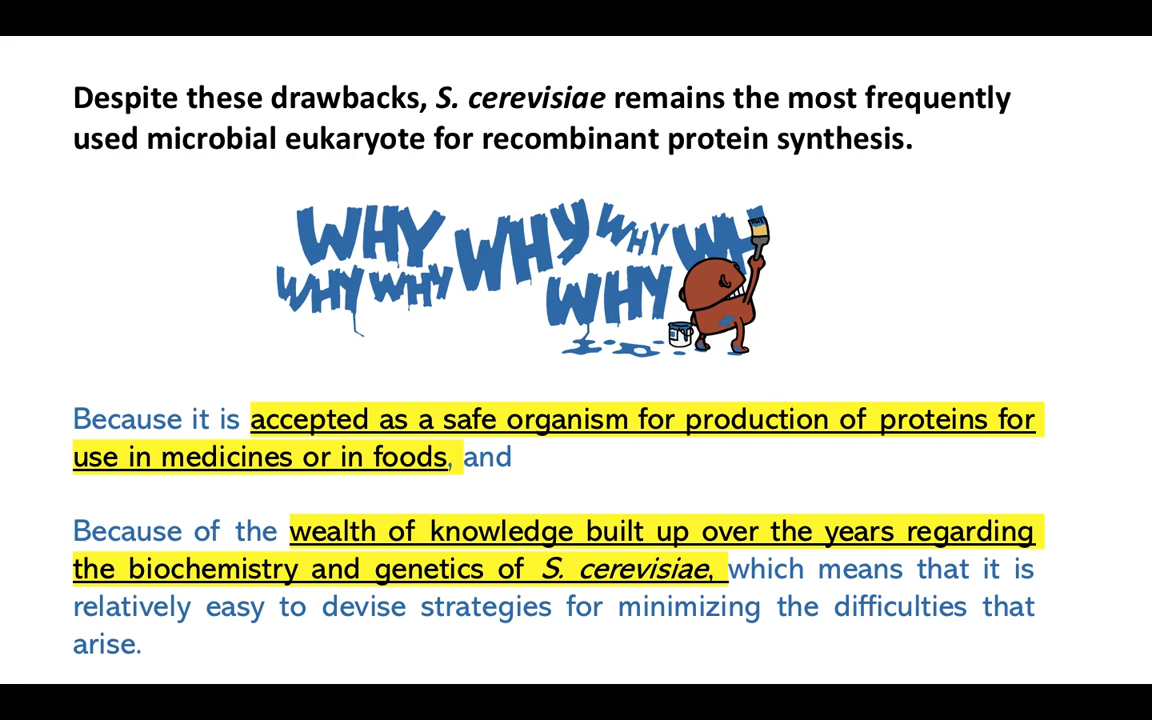 Despite these drawbacks, S. cerevisiae remains the most frequently
used microbial eukaryote for recombinant protein synthesis.
WHY WHY WHY WH
WHY WHY WHY
Because it is accepted as a safe organism for production of proteins for
use in medicines or in foods, and
Because of the wealth of knowledge built up over the years regarding
the biochemistry and genetics of S. cerevisiae, which means that it is
relatively easy to devise strategies for minimizing the difficulties that
arise.